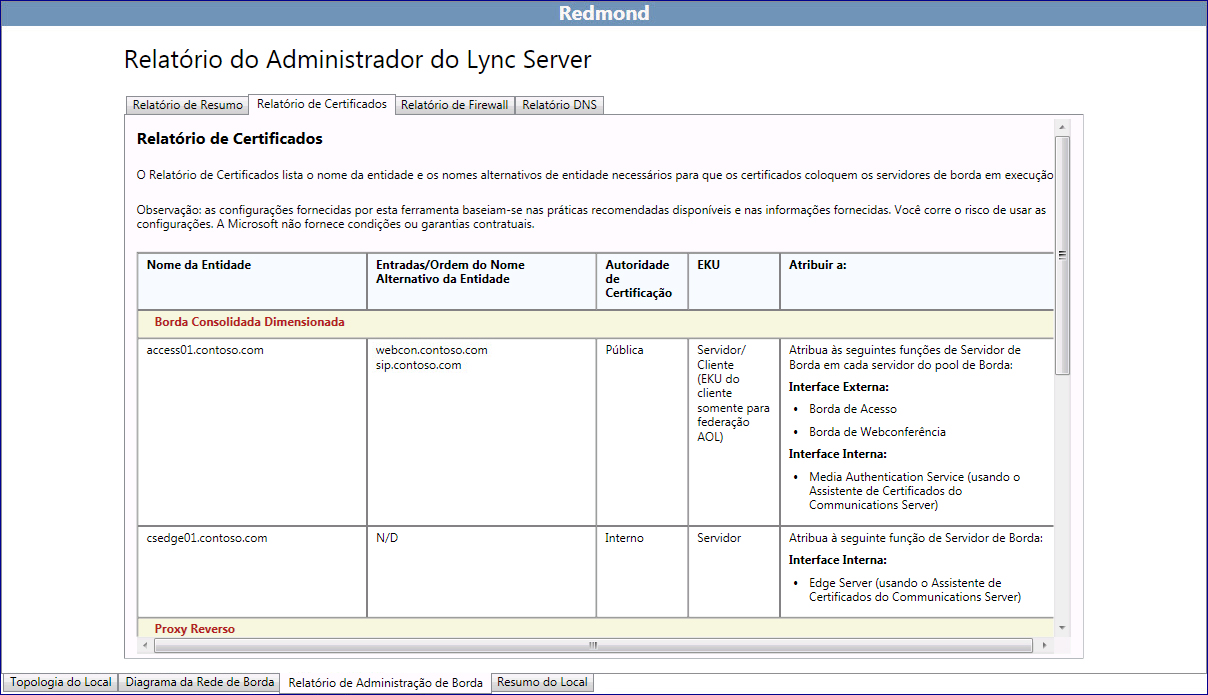 Redmond
Relatório do Administrador do Lync Server
Relatório de Resumo
Relatório de Certificados
Relatório de Firewall
Relatório DNS
Relatório de Certificados
O Relatório de Certificados lista o nome da entidade e os nomes alternativos de entidade necessários para que os certificados coloquem os servidores de borda em execução
Observação: as configurações fornecidas por esta ferramenta baseiam-se nas práticas recomendadas disponíveis e nas informações fornecidas. Você corre o risco de usar as
configurações. A Microsoft não fornece condições ou garantias contratuais.
Nome da Entidade
Entradas/Ordem do Nome
Alternativo da Entidade
Autoridade
de
Certificação
EKU
Atribuir a:
Borda Consolidada Dimensionada
access01.contoso.com
webcon.contoso.com
sip.contoso.com
Pública
Servidor/
Cliente
(EKU do
cliente
somente para
federação
AOL)
Atribua às seguintes funções de Servidor de
Borda em cada servidor do pool de Borda:
Interface Externa:
• Borda de Acesso
• Borda de Webconferência
Interface Interna:
• Media Authentication Service (usando o
Assistente de Certificados do
Communications Server)
csedge01.contoso.com
N/D
Interno
Servidor
Atribua à seguinte função de Servidor de Borda:
Interface Interna:
• Edge Server (usando o Assistente de
Certificados do Communications Server)
Proxy Reverso
Topologia do Local
Diagrama da Rede de Borda
Relatório de Administração de Borda
Resumo do Local